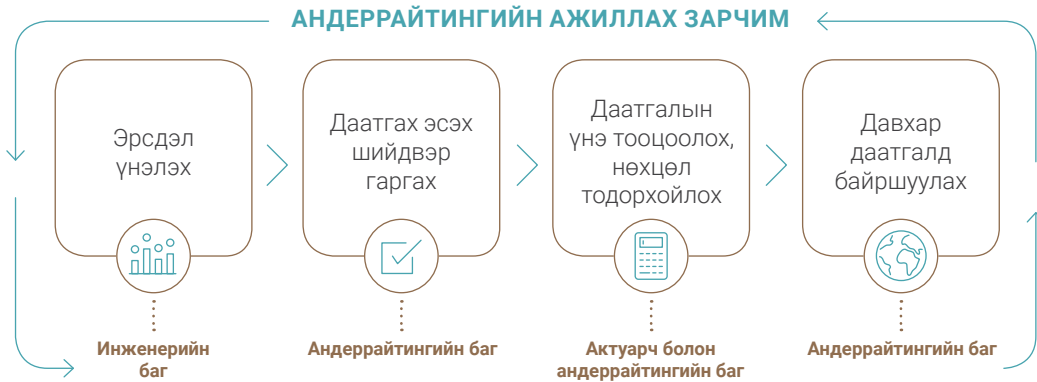 АНДЕРРАЙТИНГИЙН АЖИЛЛАХ ЗАРЧИМ
Эрсдэл
үнэлэх
Даатгах эсэх
шийдвэр
гаргах
Даатгалын
үнэ тооцоолох,
нөхцөл
тодорхойлох
Давхар
даатгалд
байршуулах
Инженерийн
баг
Андеррайтингийн баг
Актуарч болон
андеррайтингийн баг
Андеррайтингийн баг